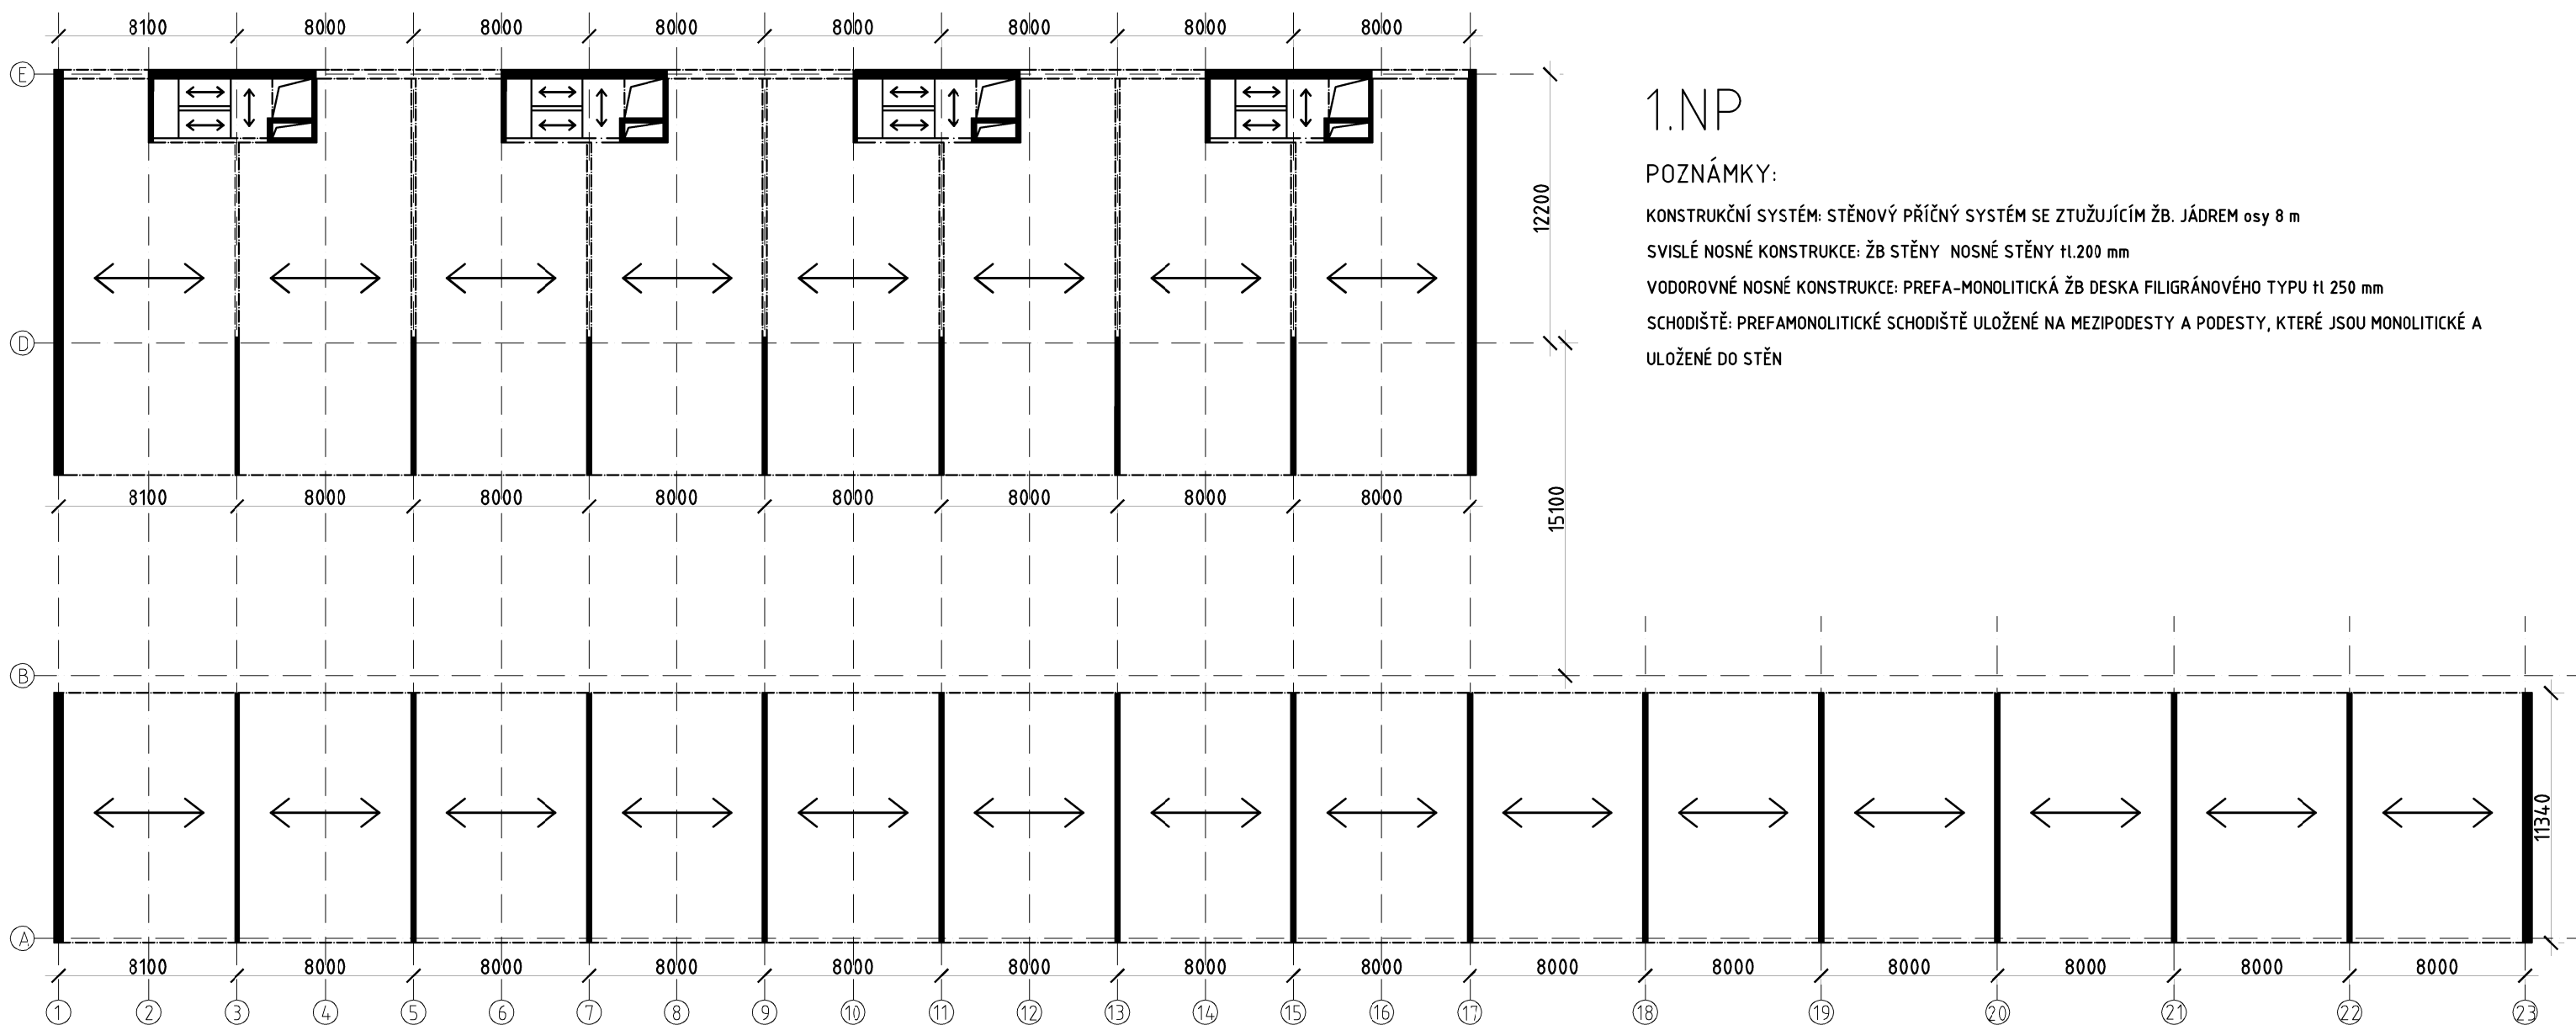 8100 8000 8000 8000 8000 8000 8000 8000
E
1.NP
POZNÁMKY:
KONSTRUKČNÍ SYSTÉM: STĚNOVÝ PŘÍČNÝ SYSTÉM SE ZTUŽUJÍCÍM ŽB. JÁDREM osy 8 m
SVISLÉ NOSNÉ KONSTRUKCE: ŽB STĚNY NOSNÉ STĚNY tl.200 mm
VODOROVNÉ NOSNÉ KONSTRUKCE: PREFA-MONOLITICKÁ ŽB DESKA FILIGRÁNOVÉHO TYPU tl 250 mm
SCHODIŠTĚ: PREFAMONOLITICKÉ SCHODIŠTĚ ULOŽENÉ NA MEZIPODESTY A PODESTY, KTERÉ JSOU MONOLITICKÉ A
ULOŽENÉ DO STĚN
12200
D
8100 8000 8000 8000 8000 8000 8000 8000
15100
B
11340
A
8100 8000 8000 8000 8000 8000 8000 8000 8000 8000 8000 8000 8000 8000
1 2 3 4 5 6 7 8 9 10 11 12 13 14 15 16 17 18 19 20 21 22 23